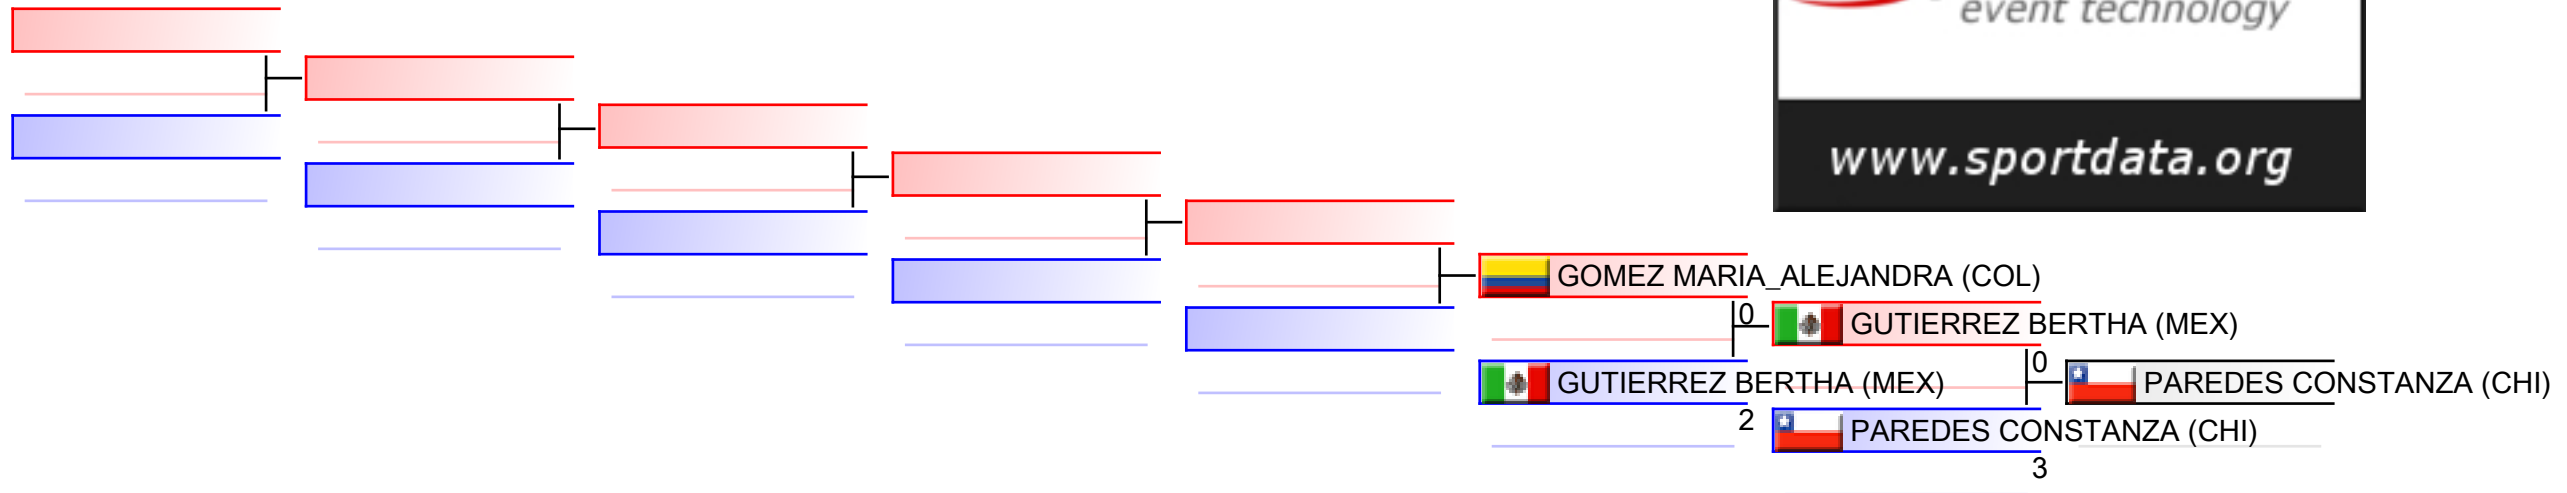 event technology
www.sportdata.org
GOMEZ MARIA_ALEJANDRA (COL)
0
GUTIERREZ BERTHA (MEX)
0
GUTIERREZ BERTHA (MEX)
PAREDES CONSTANZA (CHI)
2
PAREDES CONSTANZA (CHI)
3